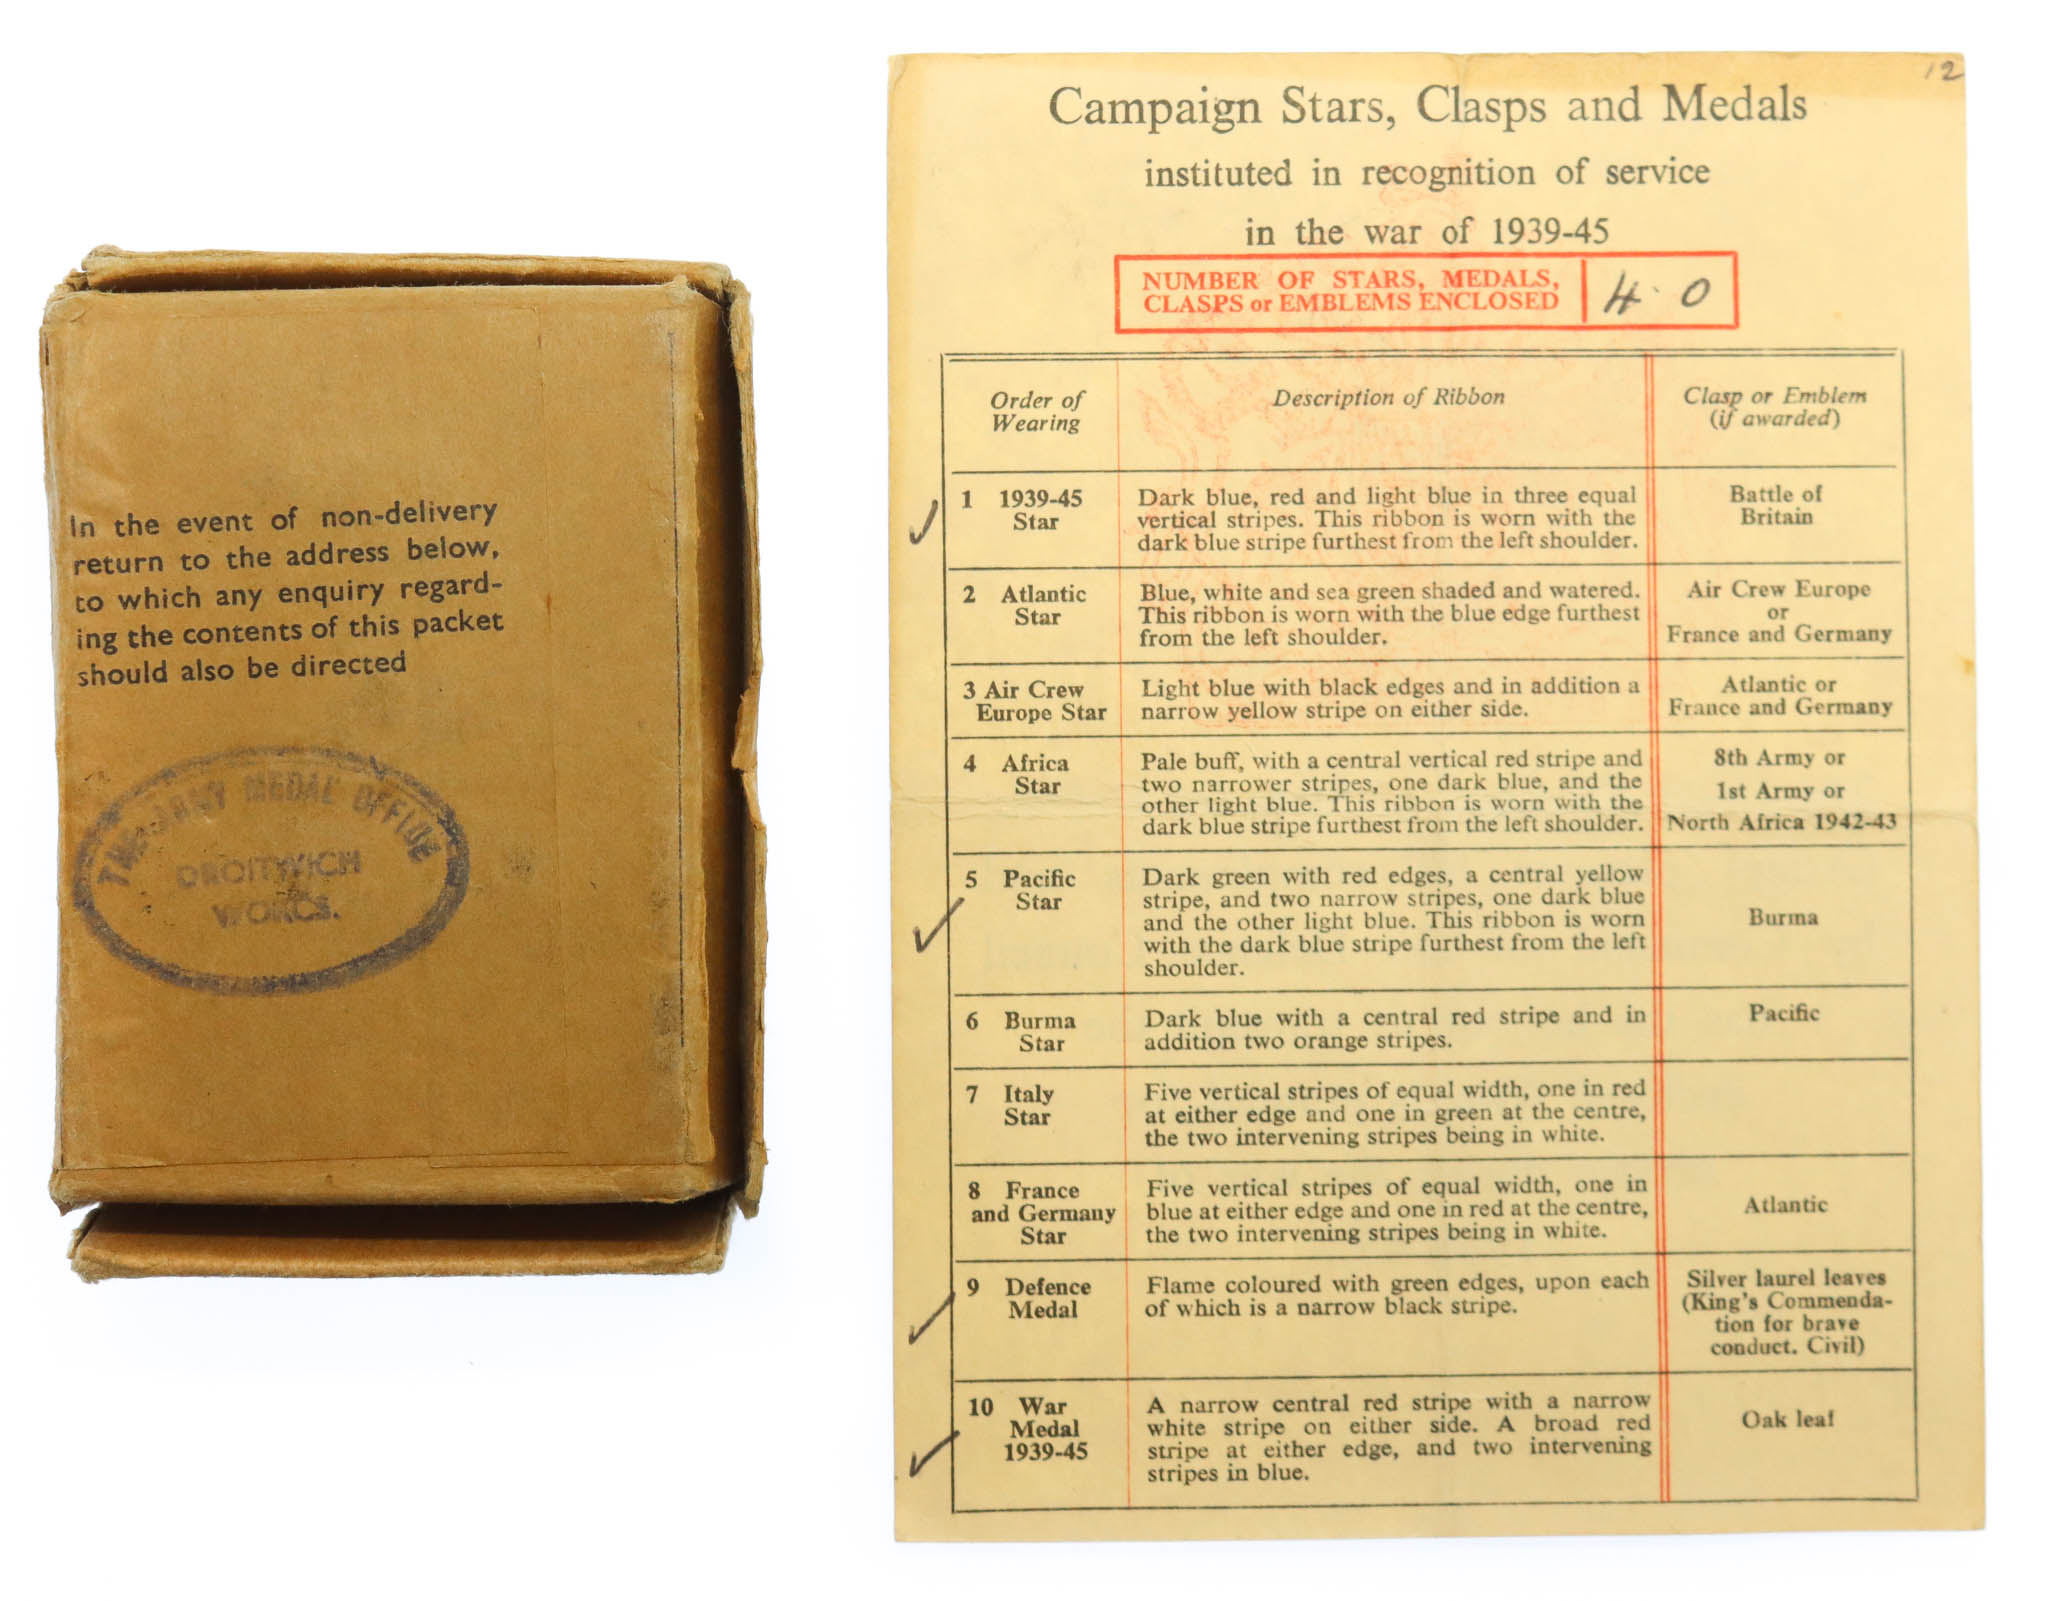 In the event of non-delivery
return to the address below,
to which any enquiry regard-
ing the contents of this packet
should also be directed
THE ARMY MEDAL OFFICE
DROITWICH
WORCS.
12
Campaign Stars, Clasps and Medals
instituted in recognition of service
in the war of 1939-45
NUMBER OF STARS, MEDALS,
CLASPS or EMBLEMS ENCLOSED
4 · 0
Order of
Wearing
Description of Ribbon
Clasp or Emblem
(if awarded)
1 1939-45
Star
Dark blue, red and light blue in three equal
vertical stripes. This ribbon is worn with the
dark blue stripe furthest from the left shoulder.
Battle of
Britain
2 Atlantic
Star
Blue, white and sea green shaded and watered.
This ribbon is worn with the blue edge furthest
from the left shoulder.
Air Crew Europe
or
France and Germany
3 Air Crew
Europe Star
Light blue with black edges and in addition a
narrow yellow stripe on either side.
Atlantic or
France and Germany
4 Africa
Star
Pale buff, with a central vertical red stripe and
two narrower stripes, one dark blue, and the
other light blue. This ribbon is worn with the
dark blue stripe furthest from the left shoulder.
8th Army or
1st Army or
North Africa 1942-43
5 Pacific
Star
Dark green with red edges, a central yellow
stripe, and two narrow stripes, one dark blue
and the other light blue. This ribbon is worn
with the dark blue stripe furthest from the left
shoulder.
Burma
6 Burma
Star
Dark blue with a central red stripe and in
addition two orange stripes.
Pacific
7 Italy
Star
Five vertical stripes of equal width, one in red
at either edge and one in green at the centre,
the two intervening stripes being in white.
8 France
and Germany
Star
Five vertical stripes of equal width, one in
blue at either edge and one in red at the centre,
the two intervening stripes being in white.
Atlantic
9 Defence
Medal
Flame coloured with green edges, upon each
of which is a narrow black stripe.
Silver laurel leaves
(King's Commenda-
tion for brave
conduct. Civil)
10 War
Medal
1939-45
A narrow central red stripe with a narrow
white stripe on either side. A broad red
stripe at either edge, and two intervening
stripes in blue.
Oak leaf